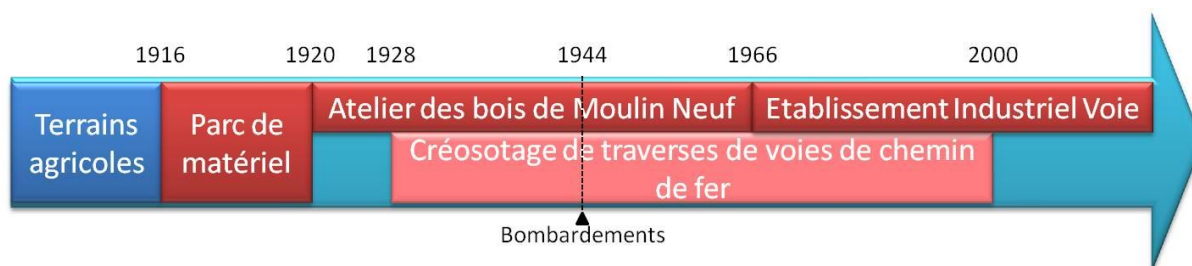 1916 1920 1928 1944 1966 2000
Terrains
agricoles
Parc de
matériel
Atelier des bois de Moulin Neuf
Etablissement Industriel Voie
Créosotage de traverses de voies de chemin
de fer
Bombardements